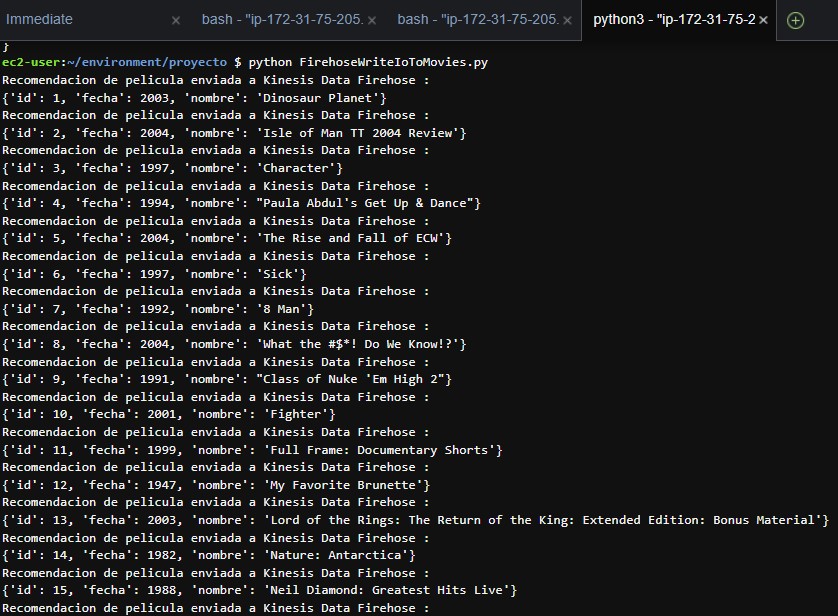 Immediate
bash - "ip-172-31-75-205.
bash - "ip-172-31-75-205.
python3 - "ip-172-31-75-2
}
ec2-user:~/environment/proyecto $ python FirehoseWriteIoToMovies.py
Recomendacion de pelicula enviada a Kinesis Data Firehose :
{'id': 1, 'fecha': 2003, 'nombre': 'Dinosaur Planet'}
Recomendacion de pelicula enviada a Kinesis Data Firehose :
{'id': 2, 'fecha': 2004, 'nombre': 'Isle of Man TT 2004 Review'}
Recomendacion de pelicula enviada a Kinesis Data Firehose :
{'id': 3, 'fecha': 1997, 'nombre': 'Character'}
Recomendacion de pelicula enviada a Kinesis Data Firehose :
{'id': 4, 'fecha': 1994, 'nombre': "Paula Abdul's Get Up & Dance"}
Recomendacion de pelicula enviada a Kinesis Data Firehose :
{'id': 5, 'fecha': 2004, 'nombre': 'The Rise and Fall of ECW'}
Recomendacion de pelicula enviada a Kinesis Data Firehose :
{'id': 6, 'fecha': 1997, 'nombre': 'Sick'}
Recomendacion de pelicula enviada a Kinesis Data Firehose :
{'id': 7, 'fecha': 1992, 'nombre': '8 Man'}
Recomendacion de pelicula enviada a Kinesis Data Firehose :
{'id': 8, 'fecha': 2004, 'nombre': 'What the #$*! Do We Know!?'}
Recomendacion de pelicula enviada a Kinesis Data Firehose :
{'id': 9, 'fecha': 1991, 'nombre': "Class of Nuke 'Em High 2"}
Recomendacion de pelicula enviada a Kinesis Data Firehose :
{'id': 10, 'fecha': 2001, 'nombre': 'Fighter'}
Recomendacion de pelicula enviada a Kinesis Data Firehose :
{'id': 11, 'fecha': 1999, 'nombre': 'Full Frame: Documentary Shorts'}
Recomendacion de pelicula enviada a Kinesis Data Firehose :
{'id': 12, 'fecha': 1947, 'nombre': 'My Favorite Brunette'}
Recomendacion de pelicula enviada a Kinesis Data Firehose :
{'id': 13, 'fecha': 2003, 'nombre': 'Lord of the Rings: The Return of the King: Extended Edition: Bonus Material'}
Recomendacion de pelicula enviada a Kinesis Data Firehose :
{'id': 14, 'fecha': 1982, 'nombre': 'Nature: Antarctica'}
Recomendacion de pelicula enviada a Kinesis Data Firehose :
{'id': 15, 'fecha': 1988, 'nombre': 'Neil Diamond: Greatest Hits Live'}
Recomendacion de pelicula enviada a Kinesis Data Firehose :